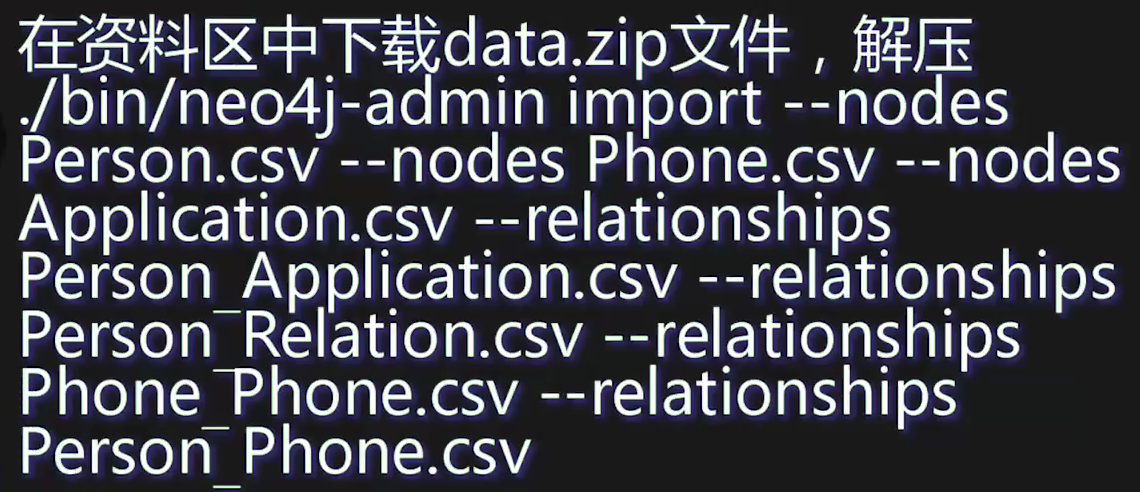 在资料区中下载data.zip文件，解压
./bin/neo4j-admin import --nodes
Person.csv --nodes Phone.csv --nodes
Application.csv --relationships
Person_Application.csv --relationships
Person_Relation.csv --relationships
Phone_Phone.csv --relationships
Person_Phone.csv